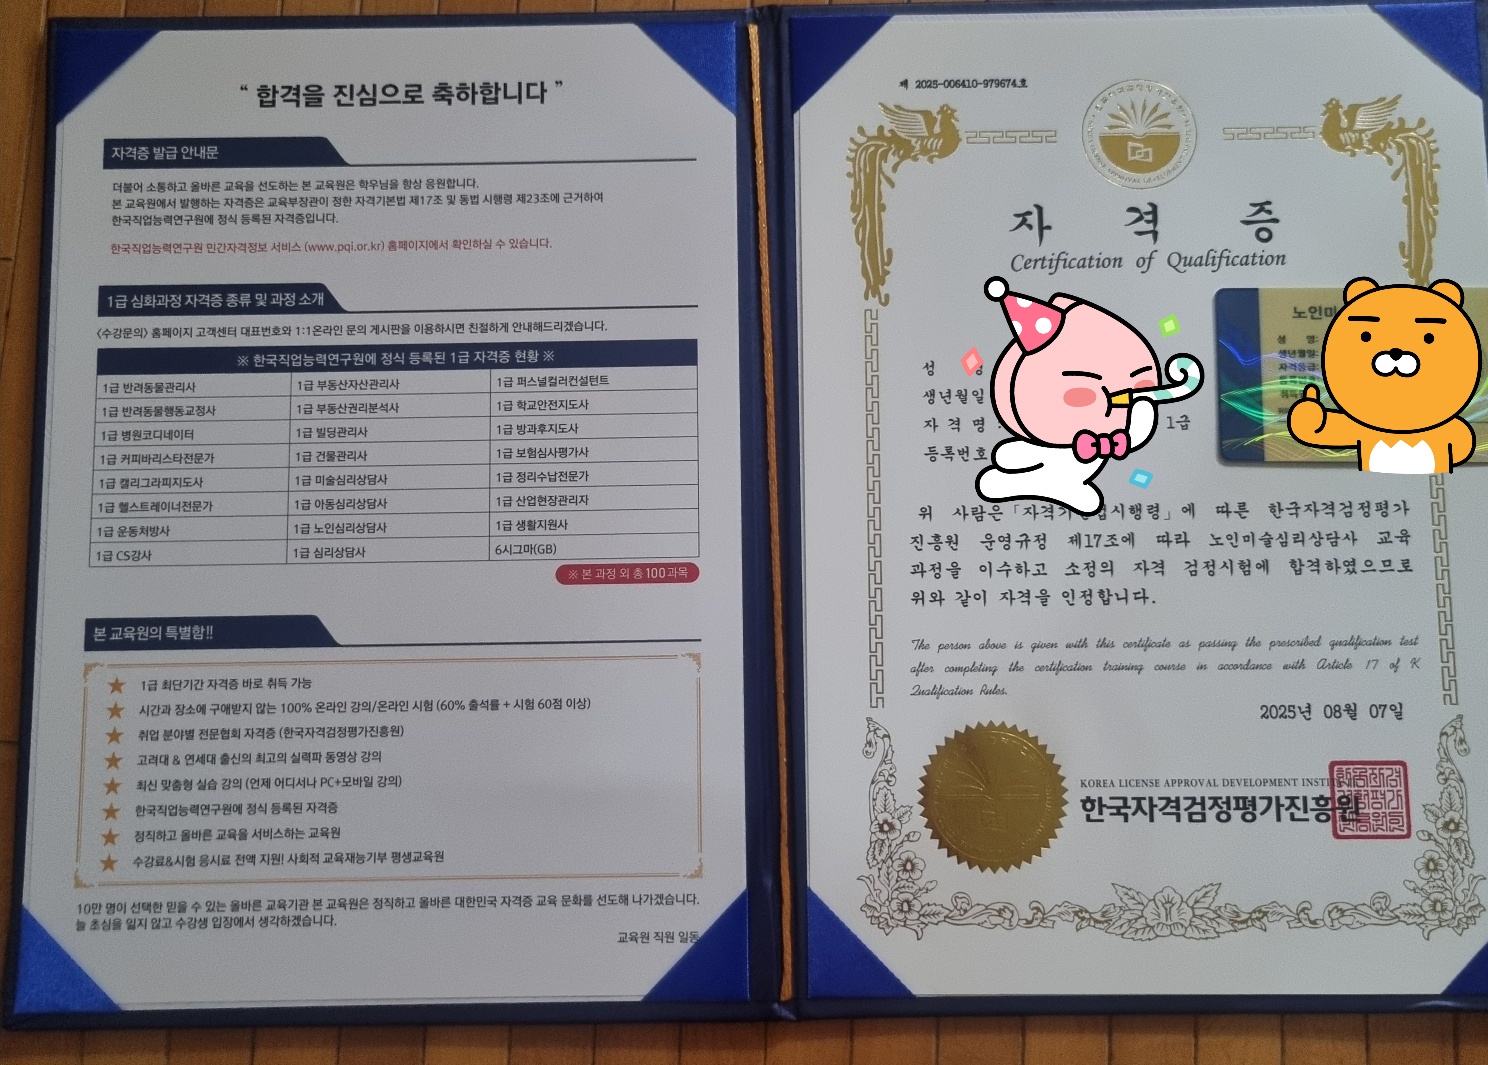 “ 합격을 진심으로 축하합니다 ”
자격증 발급 안내문
더불어 소통하고 올바른 교육을 선도하는 본 교육원은 학우님을 항상 응원합니다.
본 교육원에서 발행하는 자격증은 교육부장관이 정한 자격기본법 제17조 및 동법 시행령 제23조에 근거하여
한국직업능력연구원에 정식 등록된 자격증입니다.
한국직업능력연구원 민간자격정보 서비스 (www.pqi.or.kr) 홈페이지에서 확인하실 수 있습니다.
1급 심화과정 자격증 종류 및 과정 소개
<수강문의> 홈페이지 고객센터 대표번호와 1:1온라인 문의 게시판을 이용하시면 친절하게 안내해드리겠습니다.
※ 한국직업능력연구원에 정식 등록된 1급 자격증 현황 ※
1급 반려동물관리사 1급 부동산자산관리사 1급 퍼스널컬러컨설턴트
1급 반려동물행동교정사 1급 부동산권리분석사 1급 학교안전지도사
1급 병원코디네이터 1급 빌딩관리사 1급 방과후지도사
1급 커피바리스타전문가 1급 건물관리사 1급 보험심사평가사
1급 캘리그라피지도사 1급 미술심리상담사 1급 정리수납전문가
1급 헬스트레이너전문가 1급 아동심리상담사 1급 산업현장관리자
1급 운동처방사 1급 노인심리상담사 1급 생활지원사
1급 CS강사 1급 심리상담사 6시그마(GB)
※ 본 과정 외 총 100과목
본 교육원의 특별함!!
★ 1급 최단기간 자격증 바로 취득 가능
★ 시간과 장소에 구애받지 않는 100% 온라인 강의/온라인 시험 (60% 출석률 + 시험 60점 이상)
★ 취업 분야별 전문협회 자격증 (한국자격검정평가진흥원)
★ 고려대 & 연세대 출신의 최고의 실력파 동영상 강의
★ 최신 맞춤형 실습 강의 (언제 어디서나 PC+모바일 강의)
★ 한국직업능력연구원에 정식 등록된 자격증
★ 정직하고 올바른 교육을 서비스하는 교육원
★ 수강료&시험 응시료 전액 지원! 사회적 교육재능기부 평생교육원
10만 명이 선택한 믿을 수 있는 올바른 교육기관 본 교육원은 정직하고 올바른 대한민국 자격증 교육 문화를 선도해 나가겠습니다.
늘 초심을 잃지 않고 수강생 입장에서 생각하겠습니다.
교육원 직원 일동
제 2025-006410-979674호
자 격 증
Certification of Qualification
노인미
성 명:
생년월일:
자격등급:
성 명
생년월일
자 격 명 : 1급
등록번호
위 사람은 「자격기본법시행령」에 따른 한국자격검정평가
진흥원 운영규정 제17조에 따라 노인미술심리상담사 교육
과정을 이수하고 소정의 자격 검정시험에 합격하였으므로
위와 같이 자격을 인정합니다.
The person above is given with this certificate as passing the prescribed qualification test
after completing the certification training course in accordance with Article 17 of K
Qualification Rules.
2025년 08월 07일
KOREA LICENSE APPROVAL DEVELOPMENT
한국자격검정평가진흥원